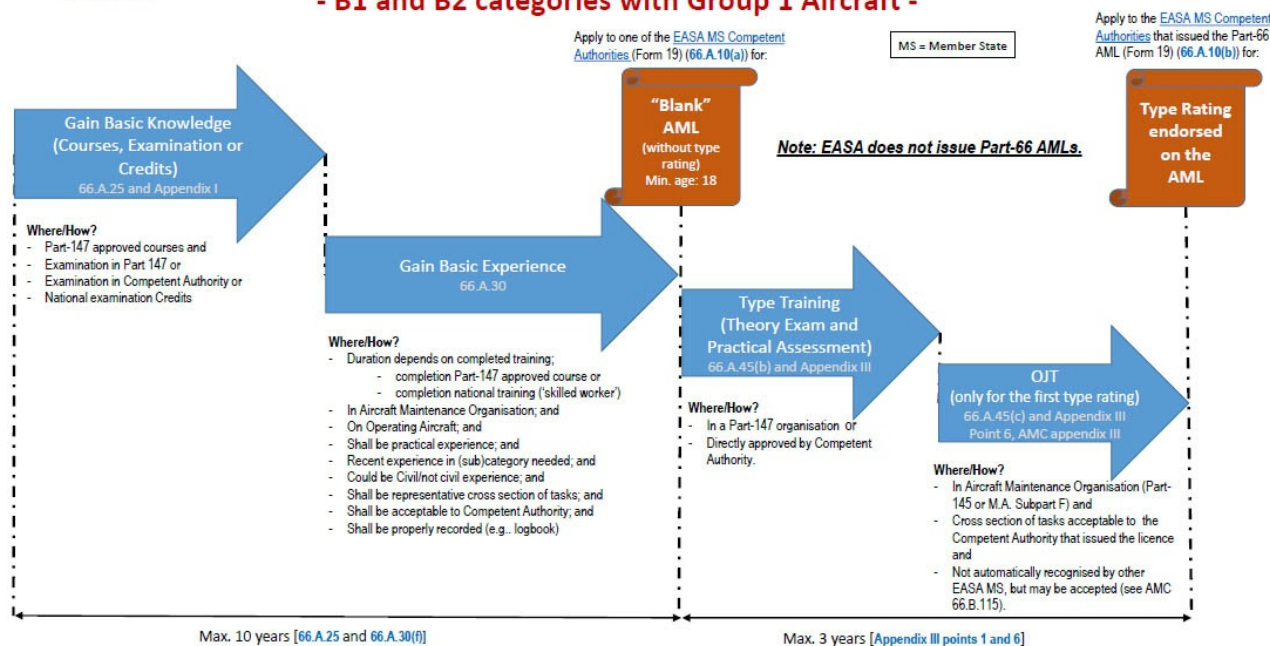 - B1 and B2 categories with Group 1 Aircraft -
Apply to one of the EASA MS Competent
Authorities (Form 19) (66.A.10(a)) for:
MS = Member State
Apply to the EASA MS Competent
Authorities that issued the Part-66
AML (Form 19) (66.A.10(b)) for:
"Blank"
AML
(without type
rating)
Min. age: 18
Note: EASA does not issue Part-66 AMLs.
Type Rating
endorsed
on the
AML
Gain Basic Knowledge
(Courses, Examination or
Credits)
66.A.25 and Appendix I
Where/How?
- Part-147 approved courses and
- Examination in Part 147 or
- Examination in Competent Authority or
- National examination Credits
Gain Basic Experience
66.A.30
Where/How?
- Duration depends on completed training;
- completion Part-147 approved course or
- completion national training ('skilled worker')
- In Aircraft Maintenance Organisation; and
- On Operating Aircraft; and
- Shall be practical experience; and
- Recent experience in (sub)category needed; and
- Could be Civil/not civil experience; and
- Shall be representative cross section of tasks; and
- Shall be acceptable to Competent Authority; and
- Shall be properly recorded (e.g.. logbook)
Type Training
(Theory Exam and
Practical Assessment)
66.A.45(b) and Appendix III
Where/How?
- In a Part-147 organisation or
- Directly approved by Competent
Authority.
OJT
(only for the first type rating)
66.A.45(c) and Appendix III
Point 6, AMC appendix III
Where/How?
- In Aircraft Maintenance Organisation (Part-
145 or M.A. Subpart F) and
- Cross section of tasks acceptable to the
Competent Authority that issued the licence
and
- Not automatically recognised by other
EASA MS, but may be accepted (see AMC
66.B.115).
Max. 10 years [66.A.25 and 66.A.30(f)]
Max. 3 years [Appendix III points 1 and 6]